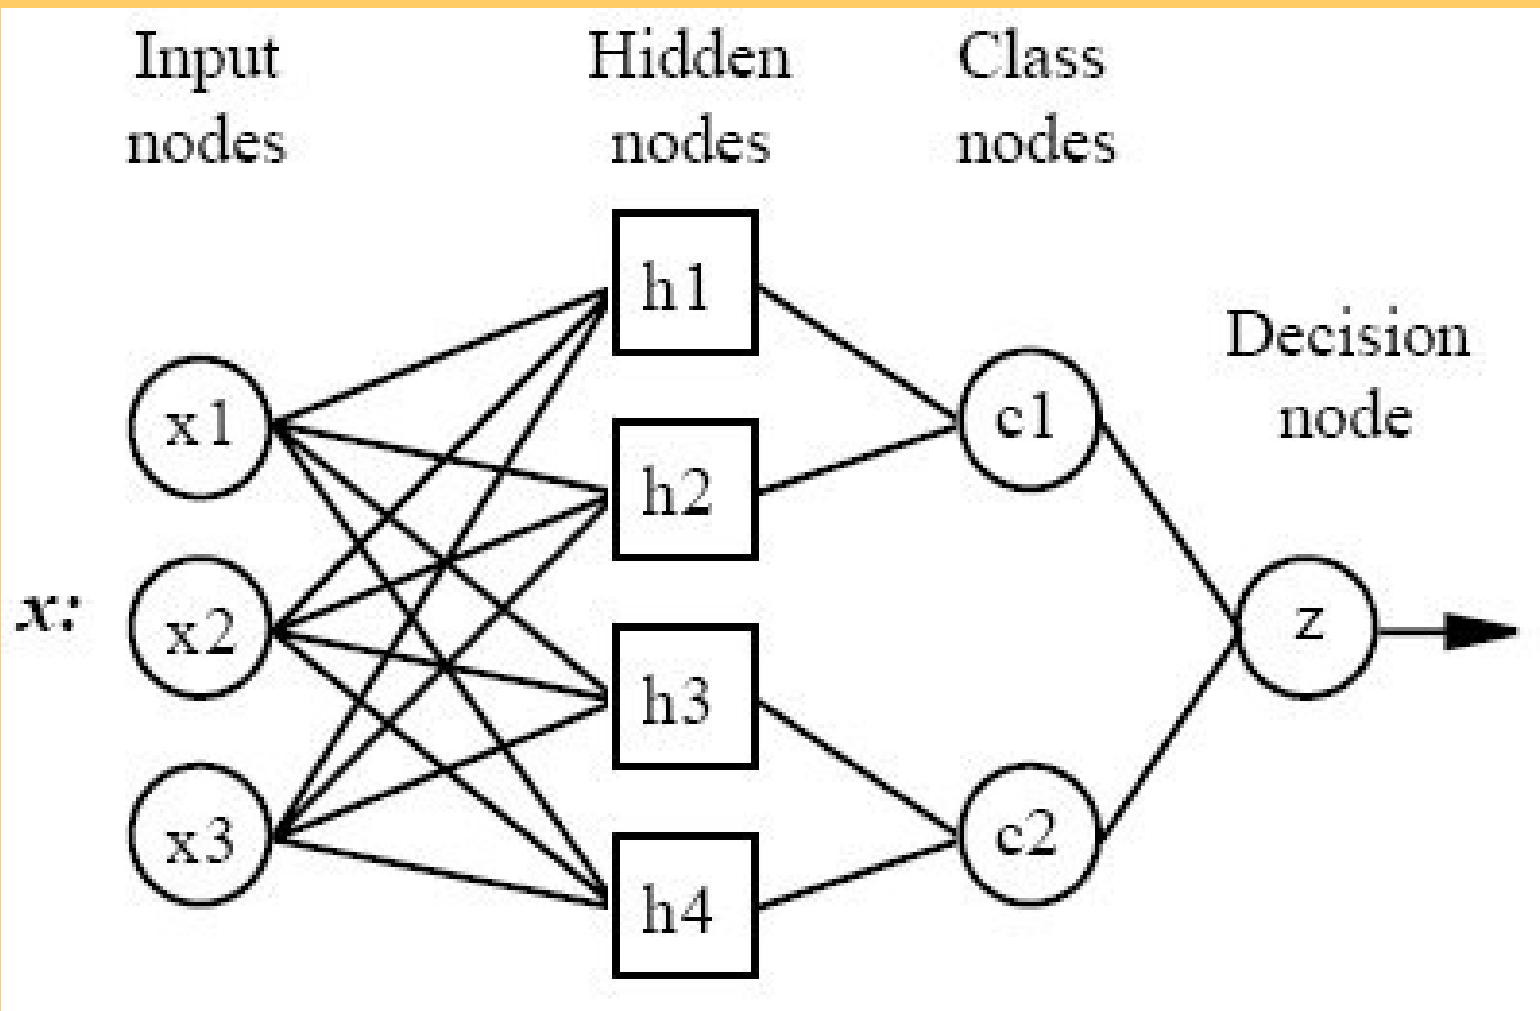 Input
nodes
Hidden
nodes
Class
nodes
Decision
node
x:
x1
x2
x3
h1
h2
h3
h4
c1
c2
z